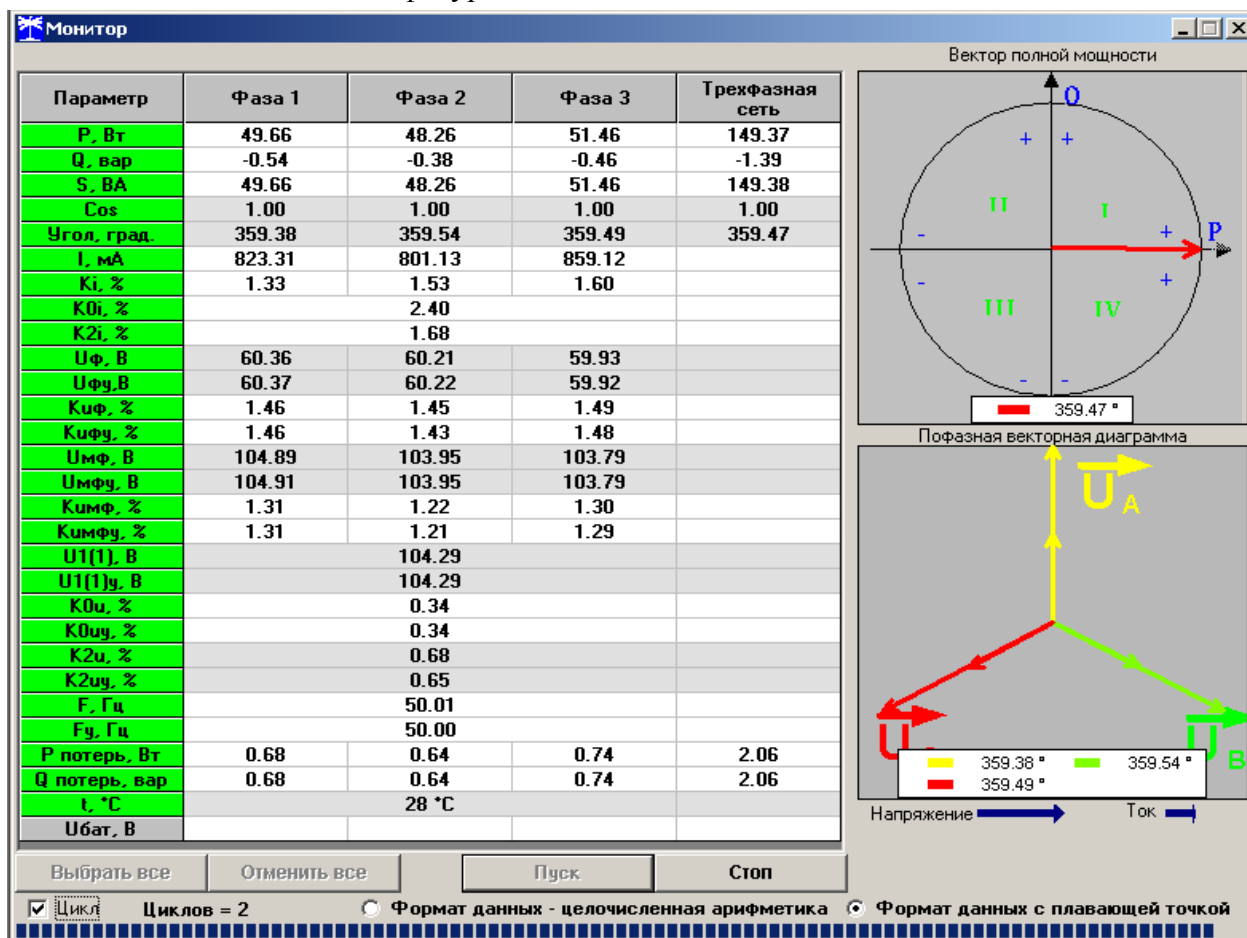 Монитор
Вектор полной мощности
Параметр Фаза 1 Фаза 2 Фаза 3 Трехфазная сеть
P, Вт 49.66 48.26 51.46 149.37
Q, вар -0.54 -0.38 -0.46 -1.39
S, ВА 49.66 48.26 51.46 149.38
Cos 1.00 1.00 1.00 1.00
Угол, град. 359.38 359.54 359.49 359.47
I, мА 823.31 801.13 859.12
Ki, % 1.33 1.53 1.60
K0i, % 2.40
K2i, % 1.68
Uф, В 60.36 60.21 59.93
Uфу,В 60.37 60.22 59.92
Kuф, % 1.46 1.45 1.49
Kuфу, % 1.46 1.43 1.48
Uмф, В 104.89 103.95 103.79
Uмфу, В 104.91 103.95 103.79
Kuмф, % 1.31 1.22 1.30
Kuмфу, % 1.31 1.21 1.29
U1(1), В 104.29
U1(1)у, В 104.29
K0u, % 0.34
K0uy, % 0.34
K2u, % 0.68
K2uy, % 0.65
F, Гц 50.01
Fy, Гц 50.00
P потерь, Вт 0.68 0.64 0.74 2.06
Q потерь, вар 0.68 0.64 0.74 2.06
t, °C 28 °C
Uбат, В
Q
+ +
II I
- + P
- +
III IV
- -
359.47 °
Пофазная векторная диаграмма
U A
U
U B
359.38 ° 359.54 °
359.49 °
Напряжение Ток
Выбрать все Отменить все Пуск Стоп
Цикл Циклов = 2 Формат данных - целочисленная арифметика Формат данных с плавающей точкой